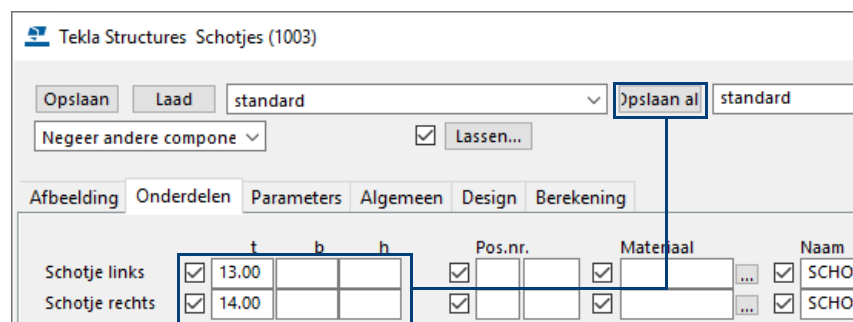 Tekla Structures Schotjes (1003)
Opslaan Laad standard Opslaan al standard
Negeer andere compone Lassen...
Afbeelding Onderdelen Parameters Algemeen Design Berekening
t b h Pos.nr. Materiaal Naam
Schotje links 13.00 ... SCHO
Schotje rechts 14.00 ... SCHO